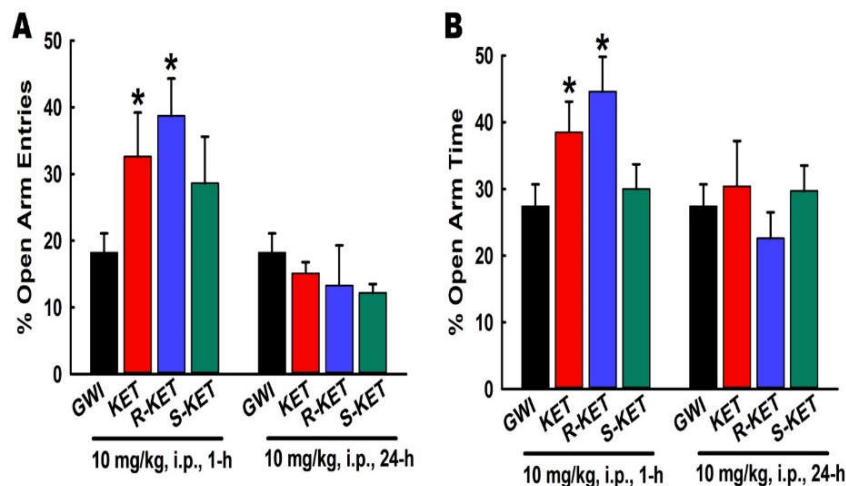 A
% Open Arm Entries
50
40
30
20
10
0
* *
GWI KET R-KET S-KET GWI KET R-KET S-KET
10 mg/kg, i.p., 1-h 10 mg/kg, i.p., 24-h
B
% Open Arm Time
50
40
30
20
10
0
* *
GWI KET R-KET S-KET GWI KET R-KET S-KET
10 mg/kg, i.p., 1-h 10 mg/kg, i.p., 24-h